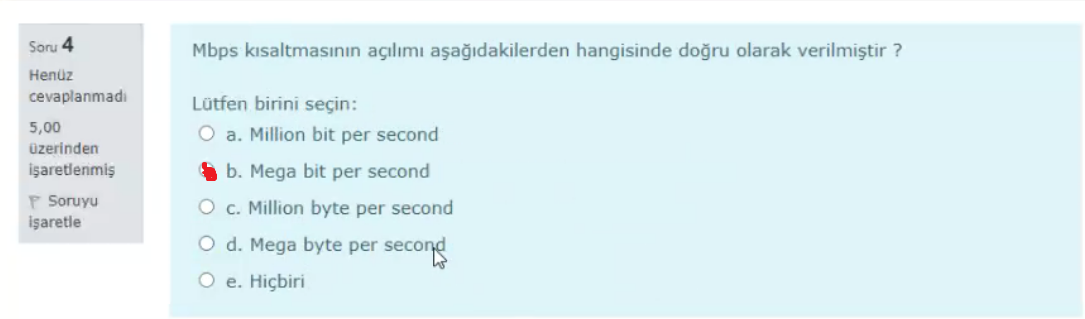 Soru 4
Henüz
cevaplanmadı
5,00
üzerinden
işaretlenmiş
Soruyu
işaretle
Mbps kısaltmasının açılımı aşağıdakilerden hangisinde doğru olarak verilmiştir ?
Lütfen birini seçin:
a. Million bit per second
b. Mega bit per second
c. Million byte per second
d. Mega byte per second
e. Hiçbiri